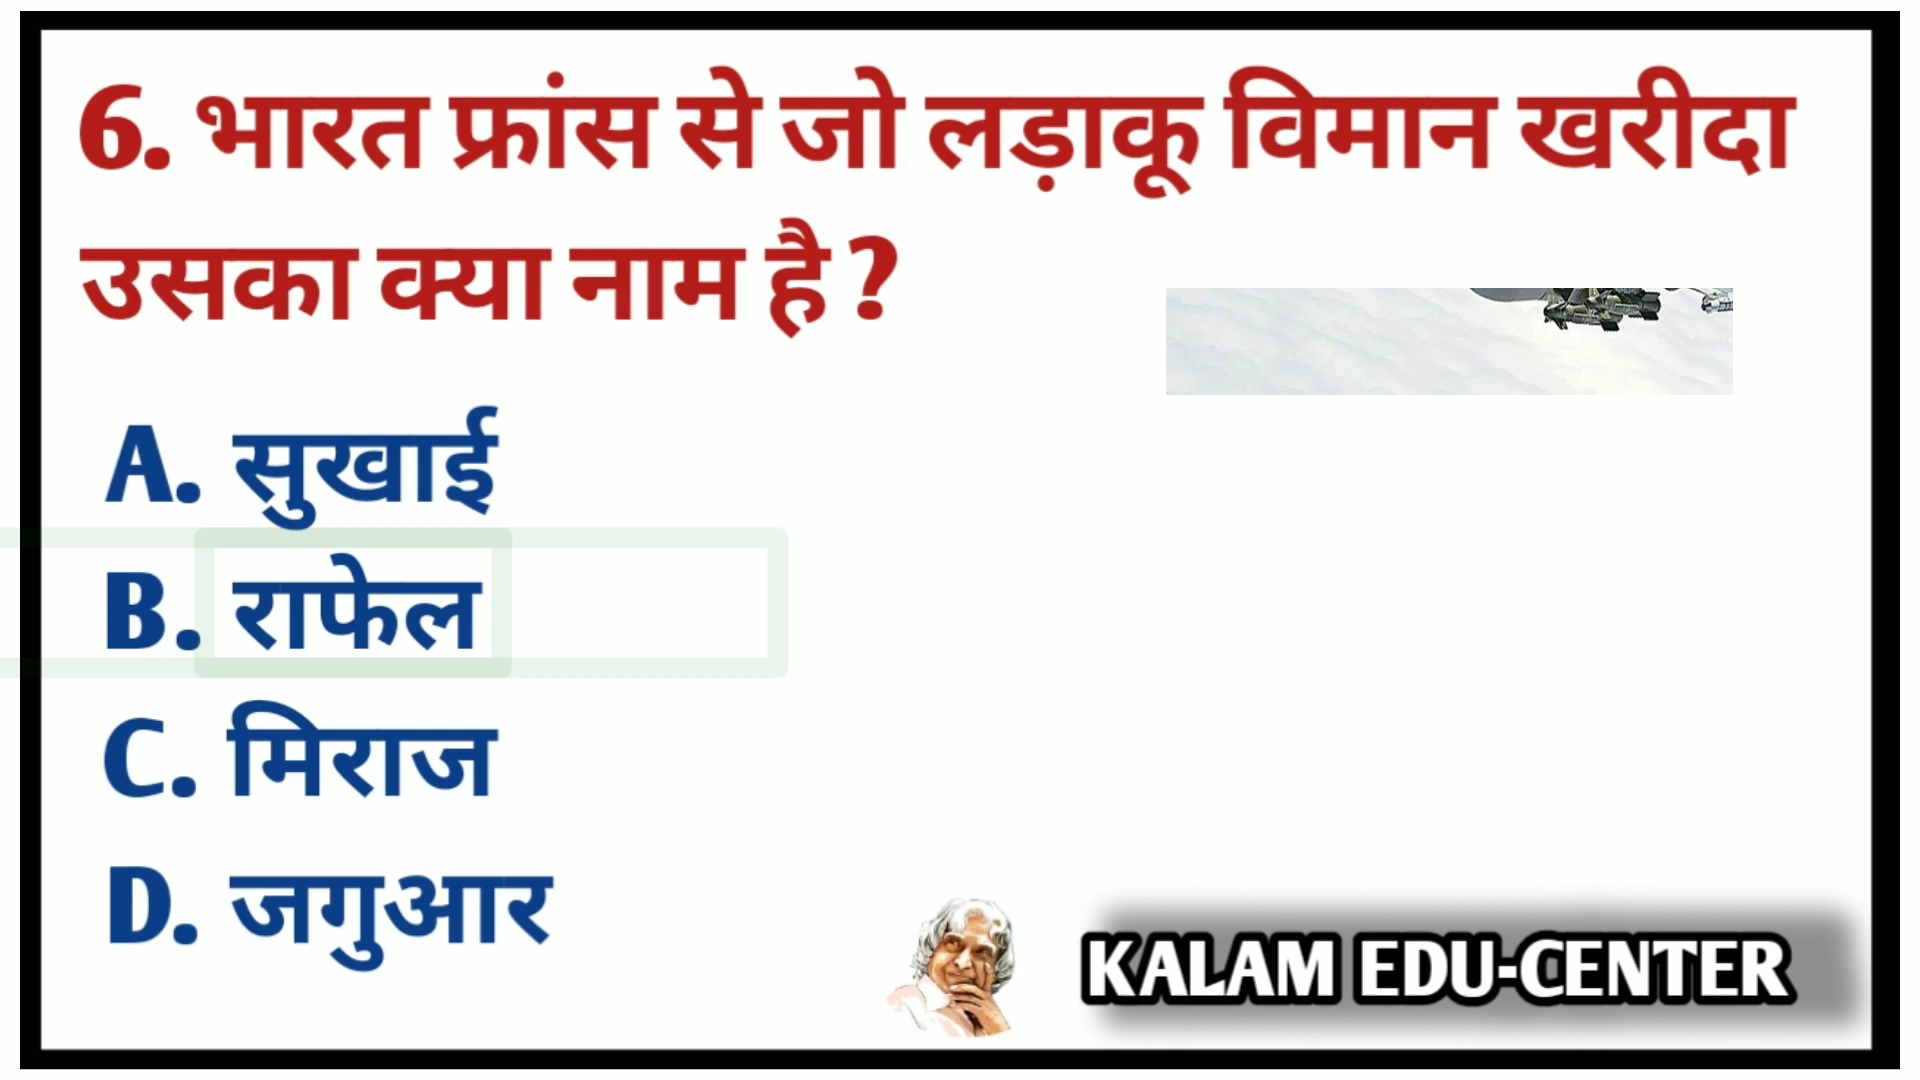 6. भारत फ्रांस से जो लड़ाकू विमान खरीदा
उसका क्या नाम है ?
A. सुखाई
B. राफेल
C. मिराज
D. जगुआर
KALAM EDU-CENTER